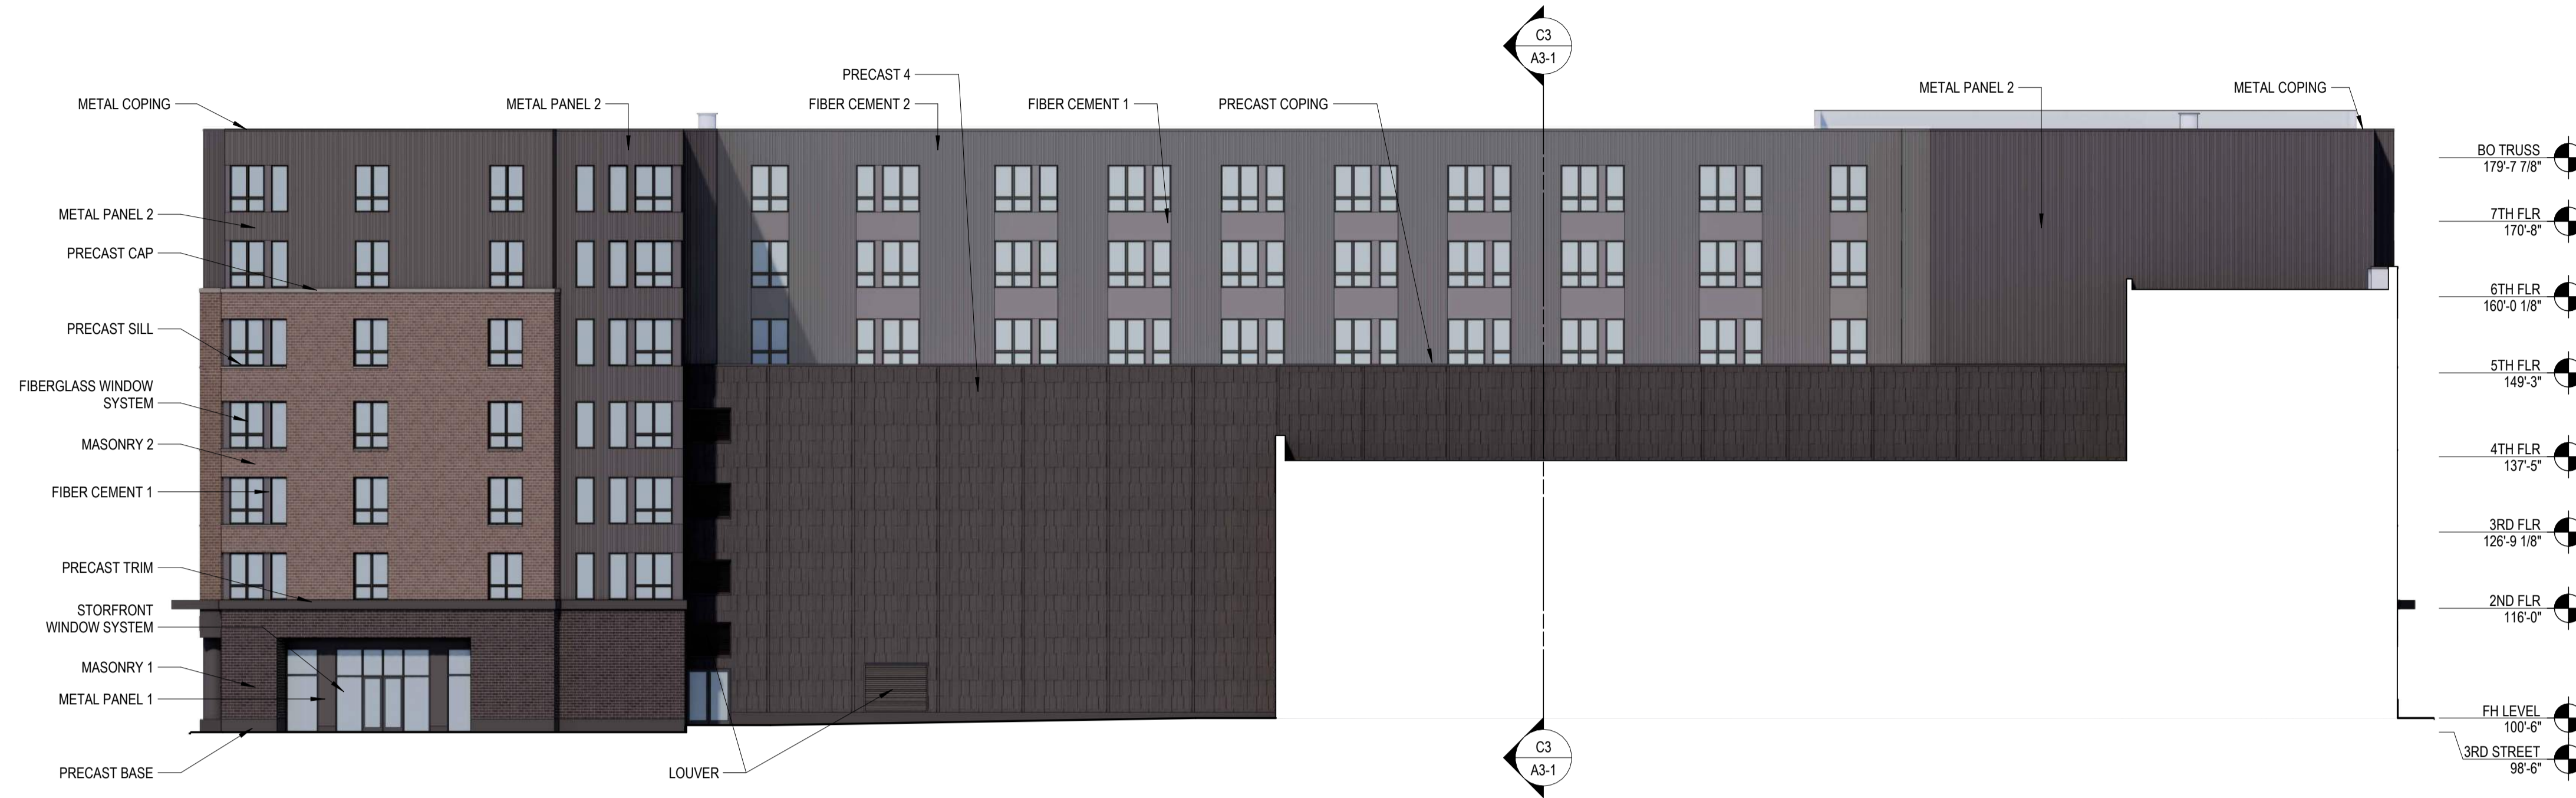 C3
A3-1
PRECAST 4
METAL COPING
METAL PANEL 2
FIBER CEMENT 2
FIBER CEMENT 1
PRECAST COPING
METAL PANEL 2
METAL COPING
BO TRUSS
179'-7 7/8"
METAL PANEL 2
7TH FLR
170'-8"
PRECAST CAP
6TH FLR
160'-0 1/8"
PRECAST SILL
5TH FLR
149'-3"
FIBERGLASS WINDOW
SYSTEM
MASONRY 2
4TH FLR
137'-5"
FIBER CEMENT 1
3RD FLR
126'-9 1/8"
PRECAST TRIM
2ND FLR
116'-0"
STORFRONT
WINDOW SYSTEM
MASONRY 1
METAL PANEL 1
FH LEVEL
100'-6"
3RD STREET
98'-6"
PRECAST BASE
LOUVER
C3
A3-1